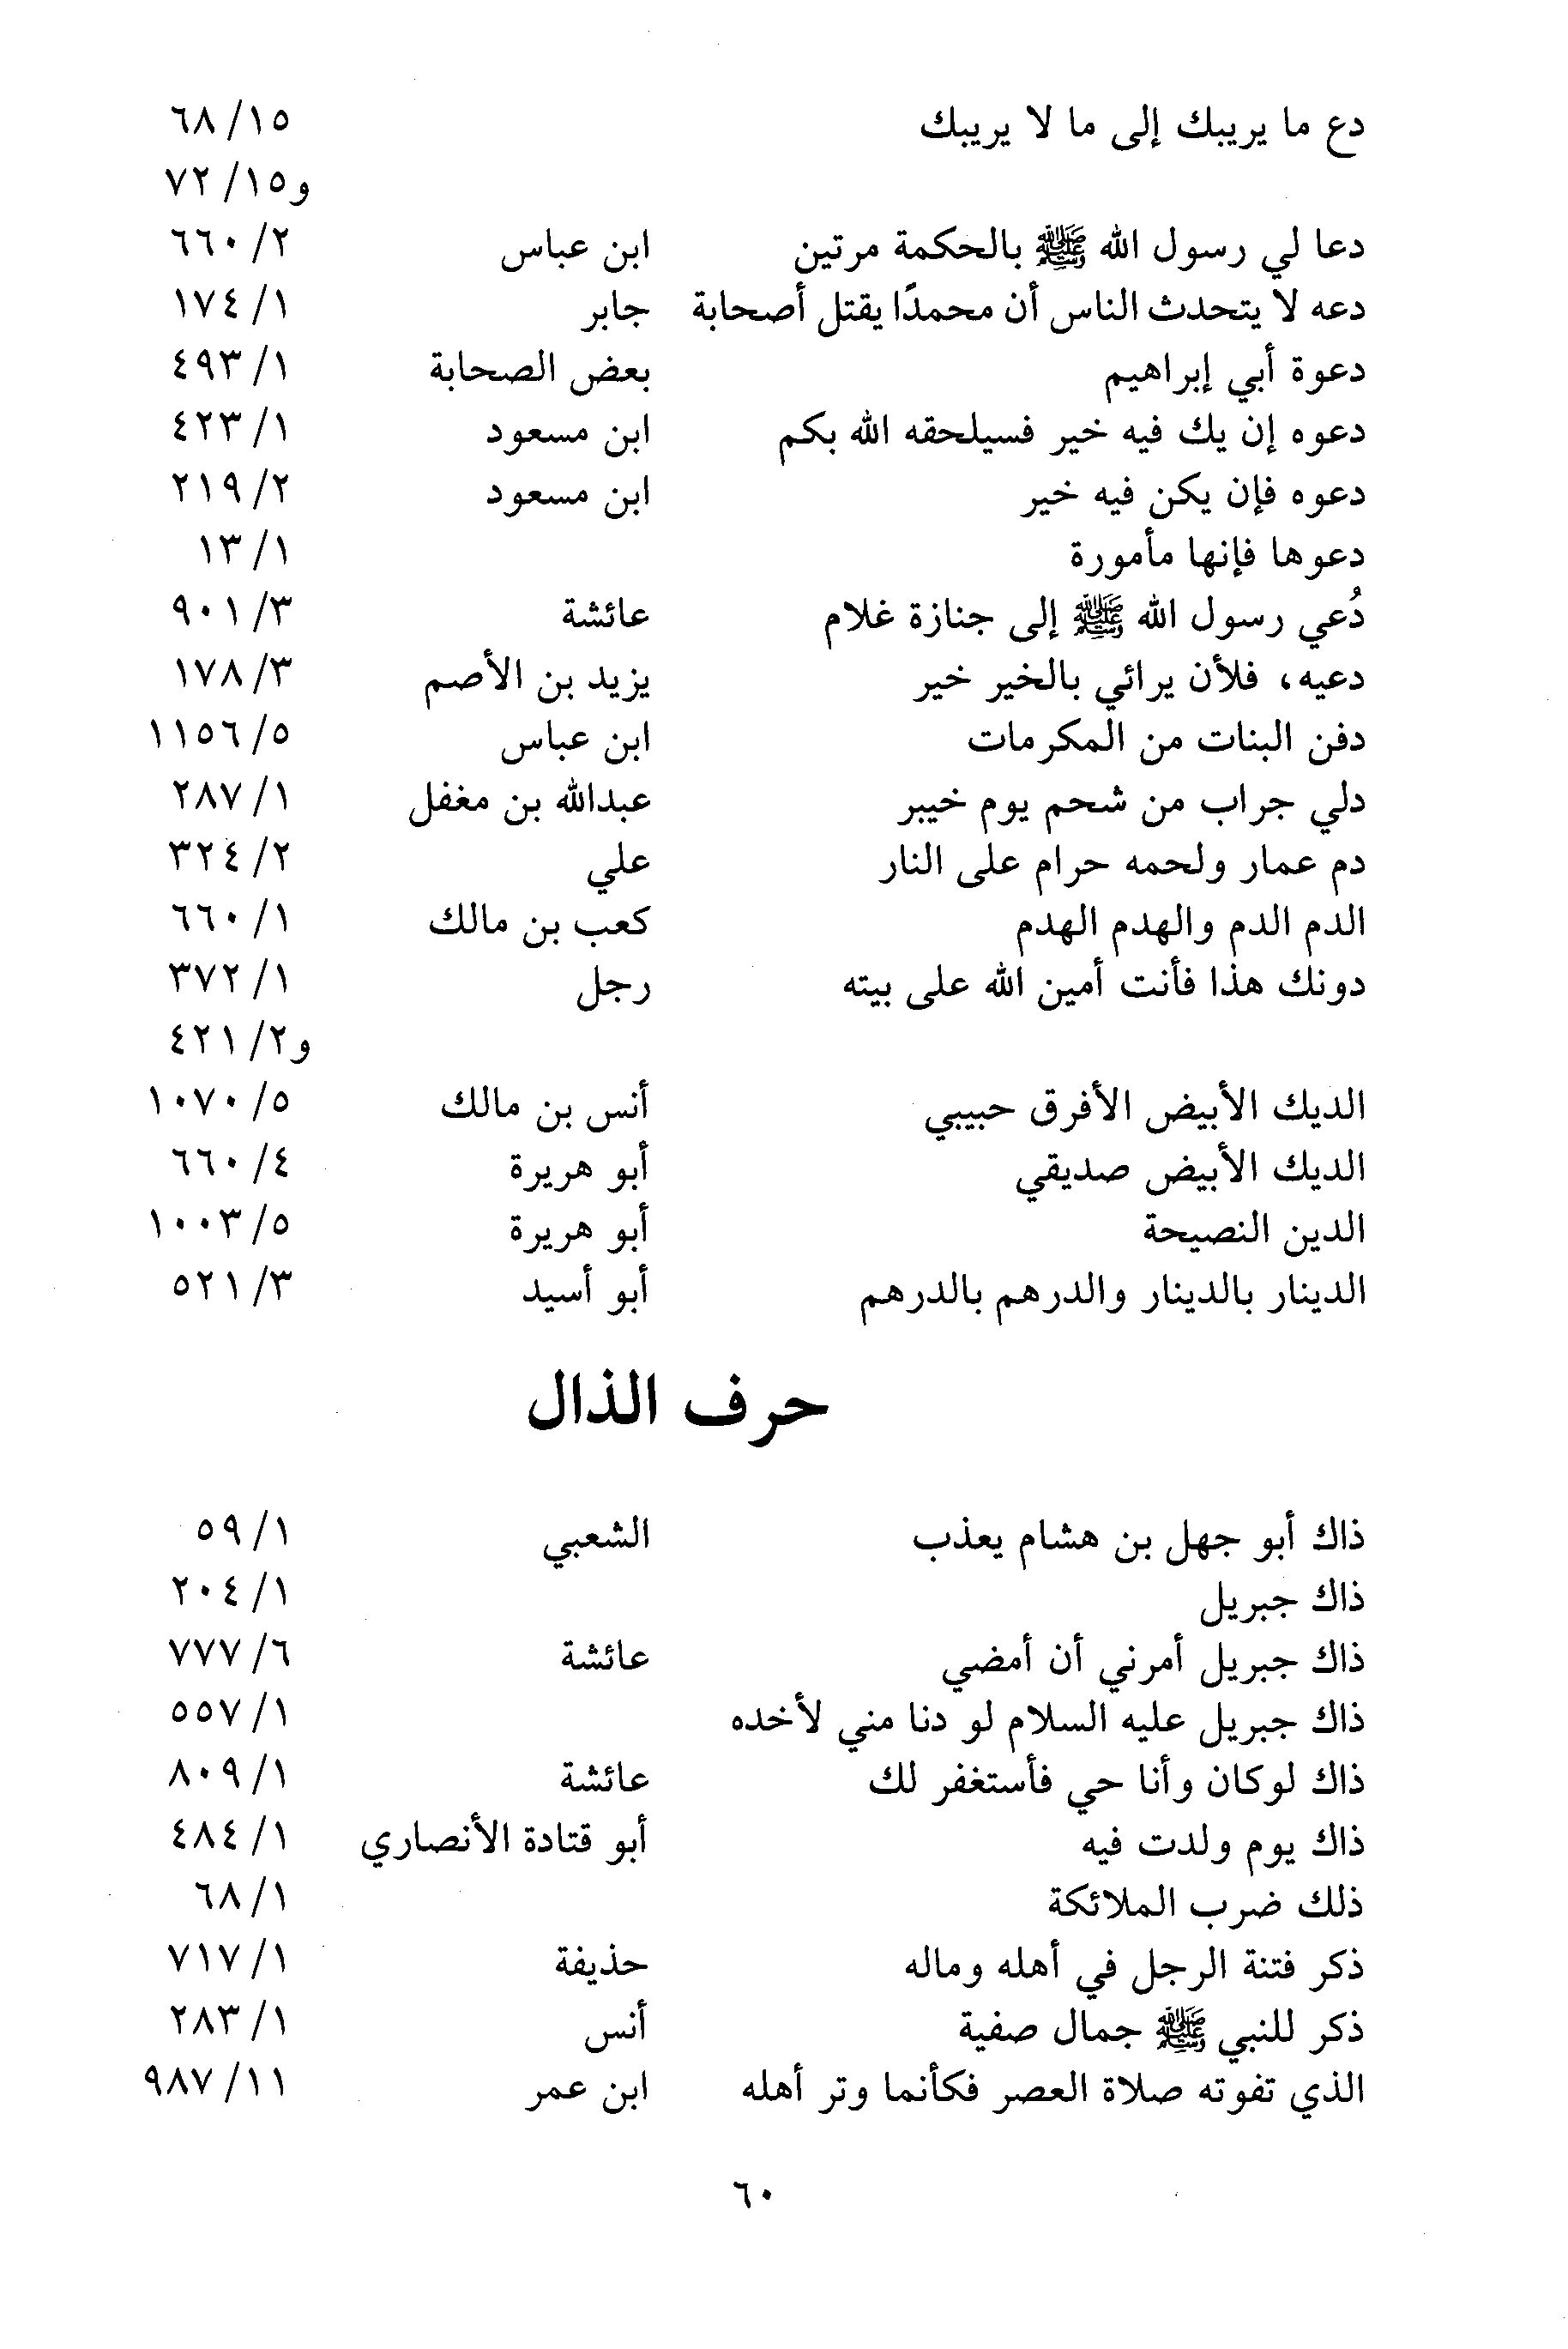 دع ما يريبك إلى ما لا يريبك ١٥/ ٦٨
و١٥/ ٧٢
دعا لي رسول الله ﷺ بالحكمة مرتين ابن عباس ٢/ ٦٦٠
دعه لا يتحدث الناس أن محمدًا يقتل أصحابة جابر ١/ ١٧٤
دعوة أبي إبراهيم بعض الصحابة ١/ ٤٩٣
دعوه إن يك فيه خير فسيلحقه الله بكم ابن مسعود ١/ ٤٢٣
دعوه فإن يكن فيه خير ابن مسعود ٢/ ٢١٩
دعوها فإنها مأمورة ١/ ١٣
دُعي رسول الله ﷺ إلى جنازة غلام عائشة ٣/ ٩٠١
دعيه، فلأن يرائي بالخير خير يزيد بن الأصم ٣/ ١٧٨
دفن البنات من المكرمات ابن عباس ٥/ ١١٥٦
دلي جراب من شحم يوم خيبر عبدالله بن مغفل ١/ ٢٨٧
دم عمار ولحمه حرام على النار علي ٢/ ٣٢٤
الدم الدم والهدم الهدم كعب بن مالك ١/ ٦٦٠
دونك هذا فأنت أمين الله على بيته رجل ١/ ٣٧٢
و٢/ ٤٢١
الديك الأبيض الأفرق حبيبي أنس بن مالك ٥/ ١٠٧٠
الديك الأبيض صديقي أبو هريرة ٤/ ٦٦٠
الدين النصيحة أبو هريرة ٥/ ١٠٠٣
الدينار بالدينار والدرهم بالدرهم أبو أسيد ٣/ ٥٢١
حرف الذال
ذاك أبو جهل بن هشام يعذب الشعبي ١/ ٥٩
ذاك جبريل ١/ ٢٠٤
ذاك جبريل أمرني أن أمضي عائشة ٦/ ٧٧٧
ذاك جبريل عليه السلام لو دنا مني لأخده ١/ ٥٥٧
ذاك لوكان وأنا حي فأستغفر لك عائشة ١/ ٨٠٩
ذاك يوم ولدت فيه أبو قتادة الأنصاري ١/ ٤٨٤
ذلك ضرب الملائكة ١/ ٦٨
ذكر فتنة الرجل في أهله وماله حذيفة ١/ ٧١٧
ذكر للنبي ﷺ جمال صفية أنس ١/ ٢٨٣
الذي تفوته صلاة العصر فكأنما وتر أهله ابن عمر ١١/ ٩٨٧
٦٠